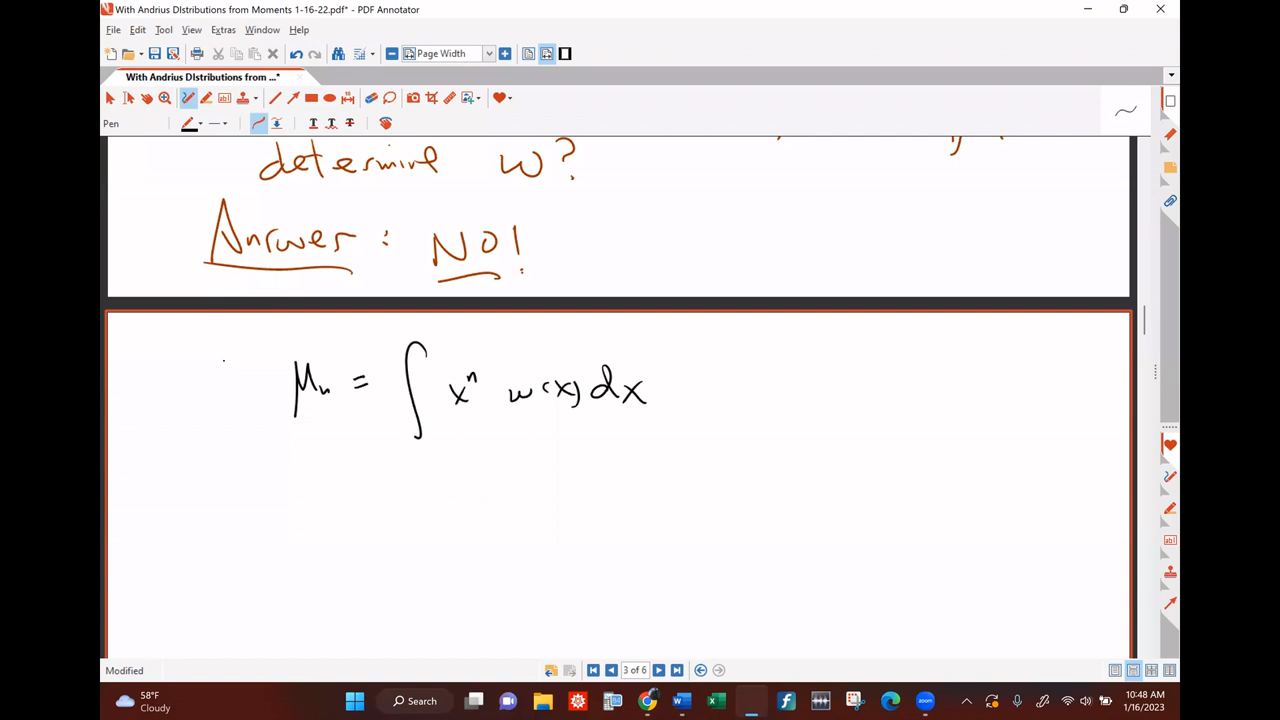 With Andrius DIstributions from Moments 1-16-22.pdf* - PDF Annotator
File Edit Tool View Extras Window Help
Page Width
With Andrius DIstributions from ...*
Pen
determine w?
Answer: NO!
μₙ = ∫ xⁿ w(x) dx
Modified
3 of 6
58°F
Cloudy
Search
zoom
10:48 AM
1/16/2023